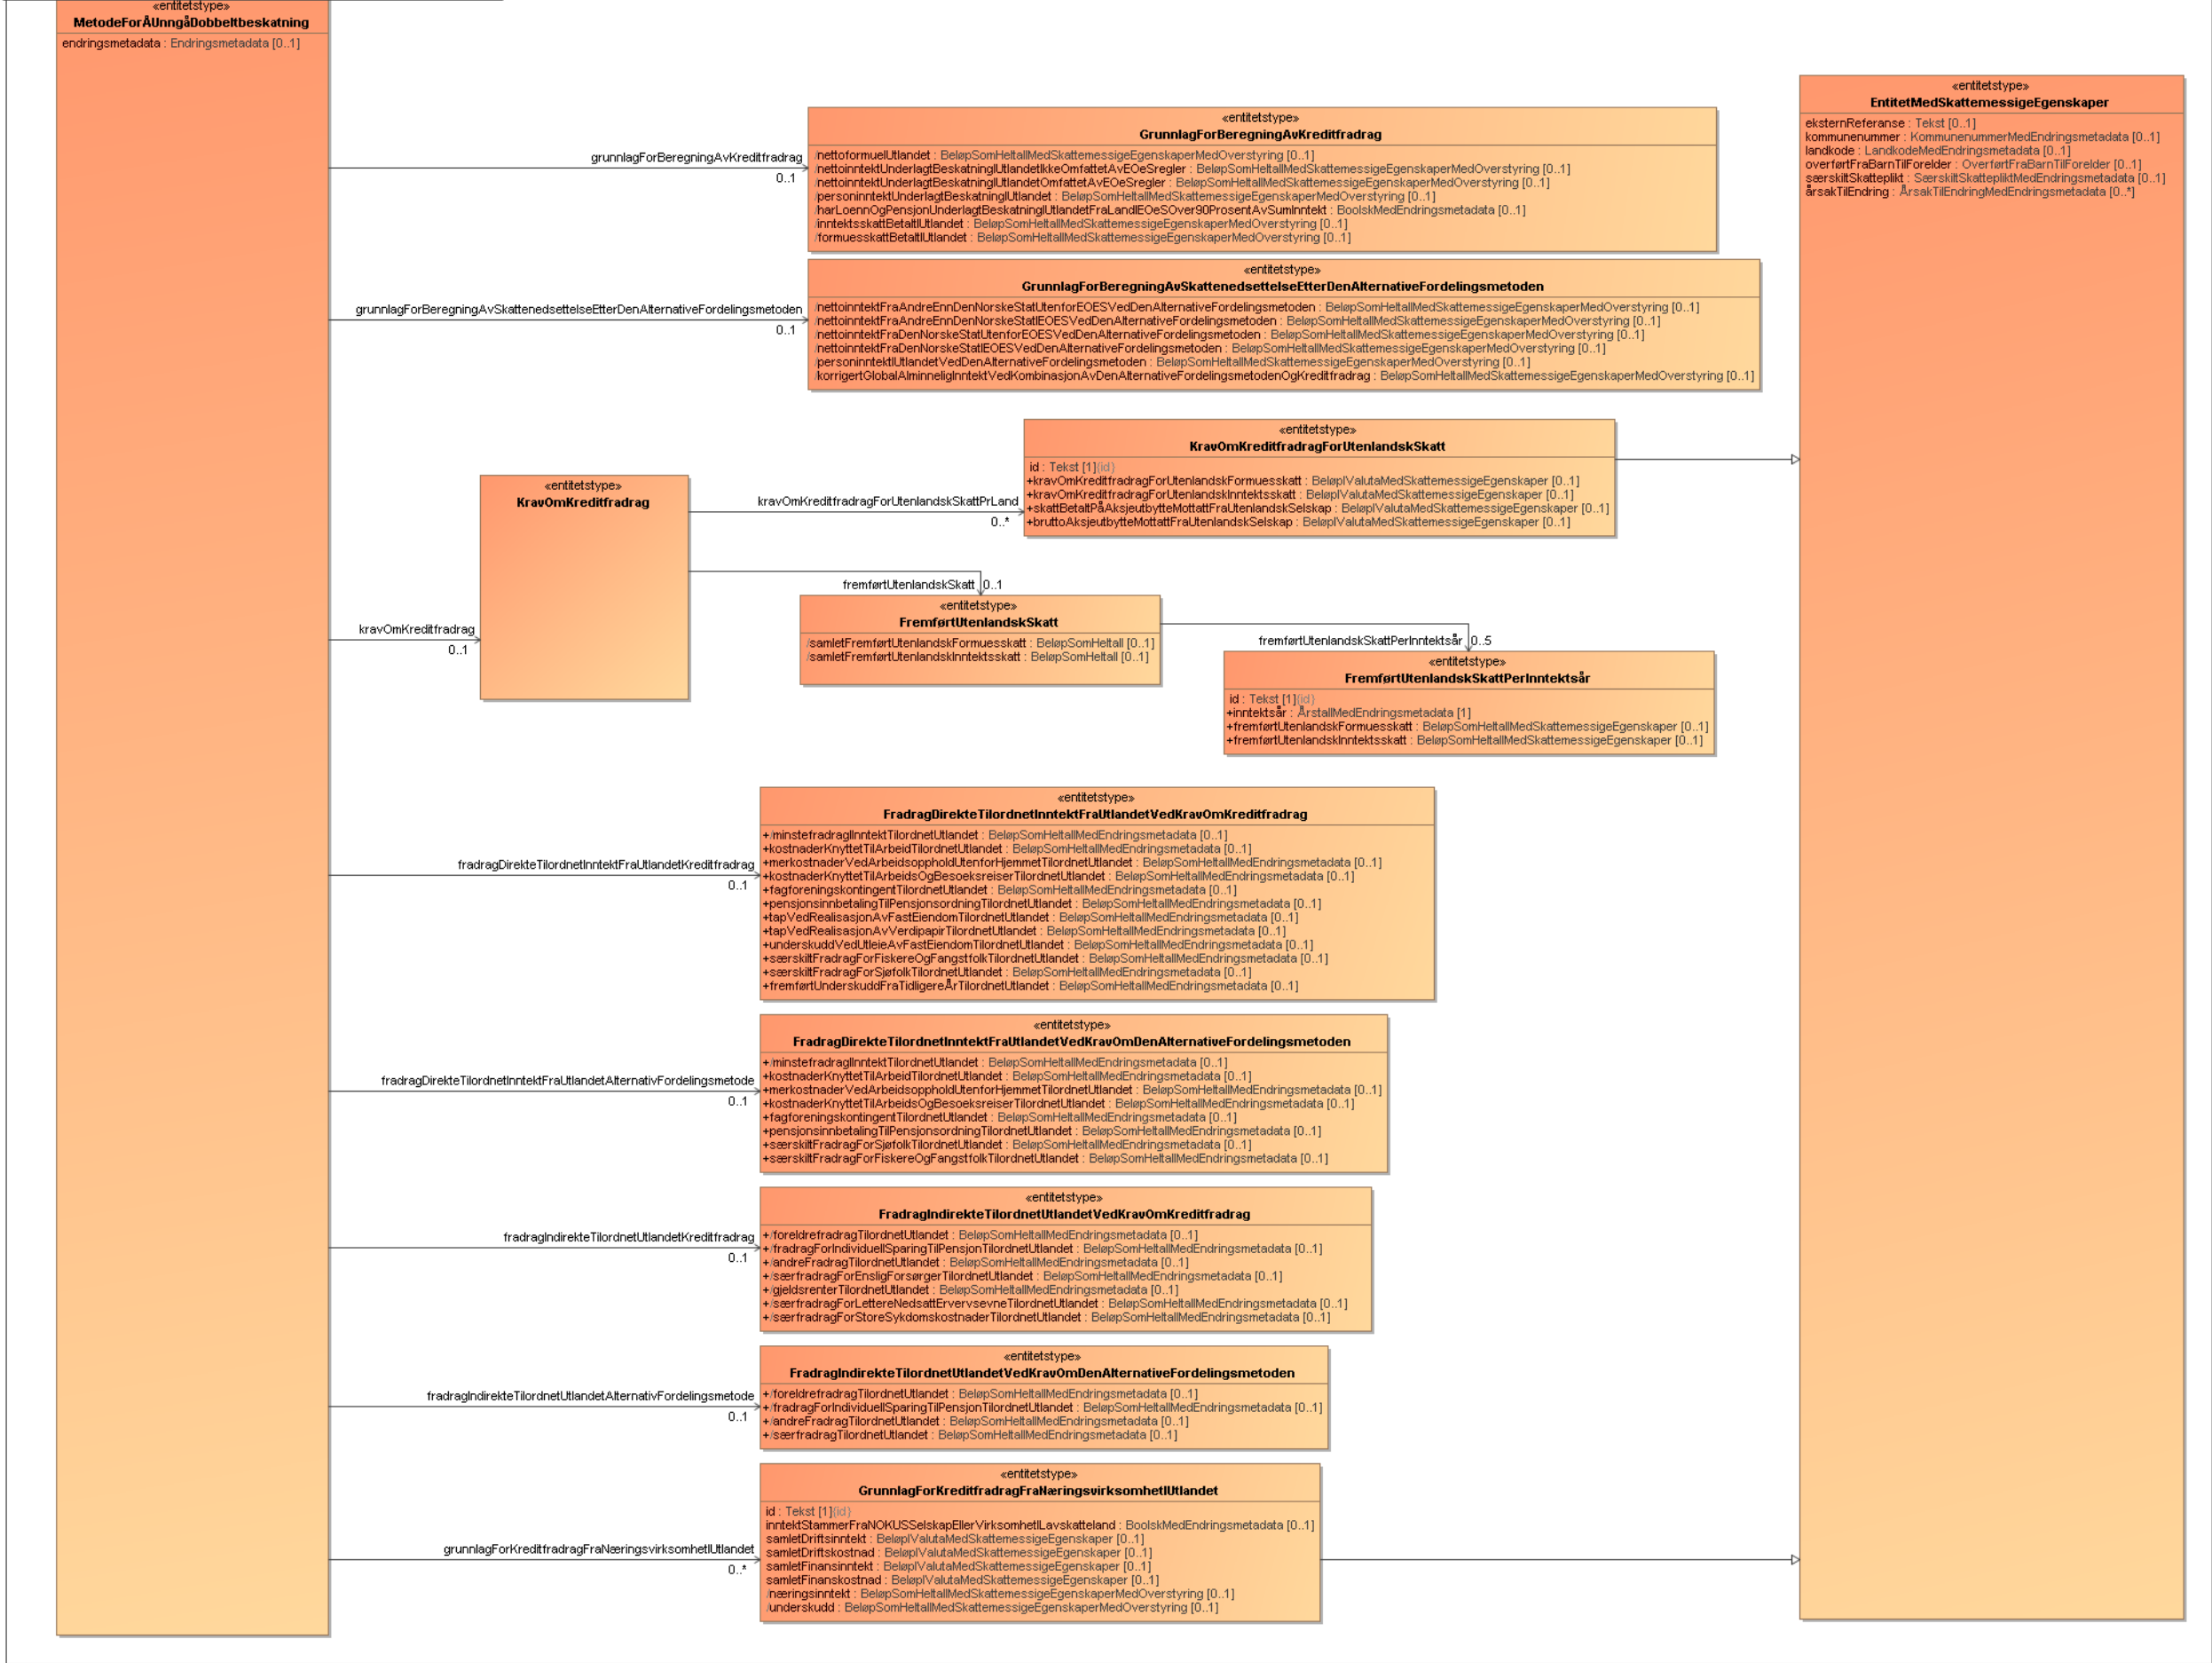 «entitetstype»
MetodeForÅUnngåDobbeltbeskatning
endringsmetadata : Endringsmetadata [0..1]
«entitetstype»
EntitetMedSkattemessigeEgenskaper
eksternReferanse : Tekst [0..1]
kommunenummer : KommunenummerMedEndringsmetadata [0..1]
landkode : LandkodeMedEndringsmetadata [0..1]
overførtFraBarnTilForelder : OverførtFraBarnTilForelder [0..1]
særskiltSkatteplikt : SærskiltSkattepliktMedEndringsmetadata [0..1]
årsakTilEndring : ÅrsakTilEndringMedEndringsmetadata [0..*]
grunnlagForBeregningAvKreditfradrag
0..1
«entitetstype»
GrunnlagForBeregningAvKreditfradrag
/nettoformueIUtlandet : BeløpSomHeltallMedSkattemessigeEgenskaperMedOverstyring [0..1]
/nettoinntektUnderlagtBeskatningIUtlandetIkkeOmfattetAvEOeSregler : BeløpSomHeltallMedSkattemessigeEgenskaperMedOverstyring [0..1]
/nettoinntektUnderlagtBeskatningIUtlandetOmfattetAvEOeSregler : BeløpSomHeltallMedSkattemessigeEgenskaperMedOverstyring [0..1]
/personinntektUnderlagtBeskatningIUtlandet : BeløpSomHeltallMedSkattemessigeEgenskaperMedOverstyring [0..1]
/harLoennOgPensjonUnderlagtBeskatningIUtlandetFraLandIEOeSOver90ProsentAvSumInntekt : BoolskMedEndringsmetadata [0..1]
/inntektsskattBetaltIUtlandet : BeløpSomHeltallMedSkattemessigeEgenskaperMedOverstyring [0..1]
/formuesskattBetaltIUtlandet : BeløpSomHeltallMedSkattemessigeEgenskaperMedOverstyring [0..1]
grunnlagForBeregningAvSkattenedsettelseEtterDenAlternativeFordelingsmetoden
0..1
«entitetstype»
GrunnlagForBeregningAvSkattenedsettelseEtterDenAlternativeFordelingsmetoden
/nettoinntektFraAndreEnnDenNorskeStatUtenforEOESVedDenAlternativeFordelingsmetoden : BeløpSomHeltallMedSkattemessigeEgenskaperMedOverstyring [0..1]
/nettoinntektFraAndreEnnDenNorskeStatIEOESVedDenAlternativeFordelingsmetoden : BeløpSomHeltallMedSkattemessigeEgenskaperMedOverstyring [0..1]
/nettoinntektFraDenNorskeStatUtenforEOESVedDenAlternativeFordelingsmetoden : BeløpSomHeltallMedSkattemessigeEgenskaperMedOverstyring [0..1]
/nettoinntektFraDenNorskeStatIEOESVedDenAlternativeFordelingsmetoden : BeløpSomHeltallMedSkattemessigeEgenskaperMedOverstyring [0..1]
/personinntektIUtlandetVedDenAlternativeFordelingsmetoden : BeløpSomHeltallMedSkattemessigeEgenskaperMedOverstyring [0..1]
/korrigertGlobalAlminneligInntektVedKombinasjonAvDenAlternativeFordelingsmetodenOgKreditfradrag : BeløpSomHeltallMedSkattemessigeEgenskaperMedOverstyring [0..1]
kravOmKreditfradrag
0..1
«entitetstype»
KravOmKreditfradrag
kravOmKreditfradragForUtenlandskSkattPrLand
0..*
«entitetstype»
KravOmKreditfradragForUtenlandskSkatt
id : Tekst [1]{id}
+kravOmKreditfradragForUtenlandskFormuesskatt : BeløpIValutaMedSkattemessigeEgenskaper [0..1]
+kravOmKreditfradragForUtenlandskInntektsskatt : BeløpIValutaMedSkattemessigeEgenskaper [0..1]
+skattBetaltPåAksjeutbytteMottattFraUtenlandskSelskap : BeløpIValutaMedSkattemessigeEgenskaper [0..1]
+bruttoAksjeutbytteMottattFraUtenlandskSelskap : BeløpIValutaMedSkattemessigeEgenskaper [0..1]
fremførtUtenlandskSkatt
0..1
«entitetstype»
FremførtUtenlandskSkatt
/samletFremførtUtenlandskFormuesskatt : BeløpSomHeltall [0..1]
/samletFremførtUtenlandskInntektsskatt : BeløpSomHeltall [0..1]
fremførtUtenlandskSkattPerInntektsår
0..5
«entitetstype»
FremførtUtenlandskSkattPerInntektsår
id : Tekst [1]{id}
+inntektsår : ÅrstallMedEndringsmetadata [1]
+fremførtUtenlandskFormuesskatt : BeløpSomHeltallMedSkattemessigeEgenskaper [0..1]
+fremførtUtenlandskInntektsskatt : BeløpSomHeltallMedSkattemessigeEgenskaper [0..1]
fradragDirekteTilordnetInntektFraUtlandetKreditfradrag
0..1
«entitetstype»
FradragDirekteTilordnetInntektFraUtlandetVedKravOmKreditfradrag
+/minstefradragIInntektTilordnetUtlandet : BeløpSomHeltallMedEndringsmetadata [0..1]
+kostnaderKnyttetTilArbeidTilordnetUtlandet : BeløpSomHeltallMedEndringsmetadata [0..1]
+merkostnaderVedArbeidsoppholdUtenforHjemmetTilordnetUtlandet : BeløpSomHeltallMedEndringsmetadata [0..1]
+kostnaderKnyttetTilArbeidsOgBesoeksreiserTilordnetUtlandet : BeløpSomHeltallMedEndringsmetadata [0..1]
+fagforeningskontingentTilordnetUtlandet : BeløpSomHeltallMedEndringsmetadata [0..1]
+pensjonsinnbetalingTilPensjonsordningTilordnetUtlandet : BeløpSomHeltallMedEndringsmetadata [0..1]
+tapVedRealisasjonAvFastEiendomTilordnetUtlandet : BeløpSomHeltallMedEndringsmetadata [0..1]
+tapVedRealisasjonAvVerdipapirTilordnetUtlandet : BeløpSomHeltallMedEndringsmetadata [0..1]
+underskuddVedUtleieAvFastEiendomTilordnetUtlandet : BeløpSomHeltallMedEndringsmetadata [0..1]
+særskiltFradragForFiskereOgFangstfolkTilordnetUtlandet : BeløpSomHeltallMedEndringsmetadata [0..1]
+særskiltFradragForSjøfolkTilordnetUtlandet : BeløpSomHeltallMedEndringsmetadata [0..1]
+fremførtUnderskuddFraTidligereÅrTilordnetUtlandet : BeløpSomHeltallMedEndringsmetadata [0..1]
fradragDirekteTilordnetInntektFraUtlandetAlternativFordelingsmetode
0..1
«entitetstype»
FradragDirekteTilordnetInntektFraUtlandetVedKravOmDenAlternativeFordelingsmetoden
+/minstefradragIInntektTilordnetUtlandet : BeløpSomHeltallMedEndringsmetadata [0..1]
+kostnaderKnyttetTilArbeidTilordnetUtlandet : BeløpSomHeltallMedEndringsmetadata [0..1]
+merkostnaderVedArbeidsoppholdUtenforHjemmetTilordnetUtlandet : BeløpSomHeltallMedEndringsmetadata [0..1]
+kostnaderKnyttetTilArbeidsOgBesoeksreiserTilordnetUtlandet : BeløpSomHeltallMedEndringsmetadata [0..1]
+fagforeningskontingentTilordnetUtlandet : BeløpSomHeltallMedEndringsmetadata [0..1]
+pensjonsinnbetalingTilPensjonsordningTilordnetUtlandet : BeløpSomHeltallMedEndringsmetadata [0..1]
+særskiltFradragForSjøfolkTilordnetUtlandet : BeløpSomHeltallMedEndringsmetadata [0..1]
+særskiltFradragForFiskereOgFangstfolkTilordnetUtlandet : BeløpSomHeltallMedEndringsmetadata [0..1]
fradragIndirekteTilordnetUtlandetKreditfradrag
0..1
«entitetstype»
FradragIndirekteTilordnetUtlandetVedKravOmKreditfradrag
+/foreldrefradragTilordnetUtlandet : BeløpSomHeltallMedEndringsmetadata [0..1]
+/fradragForIndividuellSparingTilPensjonTilordnetUtlandet : BeløpSomHeltallMedEndringsmetadata [0..1]
+/andreFradragTilordnetUtlandet : BeløpSomHeltallMedEndringsmetadata [0..1]
+/særfradragForEnsligForsørgerTilordnetUtlandet : BeløpSomHeltallMedEndringsmetadata [0..1]
+/gjeldsrenterTilordnetUtlandet : BeløpSomHeltallMedEndringsmetadata [0..1]
+/særfradragForLettereNedsattErvervsevneTilordnetUtlandet : BeløpSomHeltallMedEndringsmetadata [0..1]
+/særfradragForStoreSykdomskostnaderTilordnetUtlandet : BeløpSomHeltallMedEndringsmetadata [0..1]
fradragIndirekteTilordnetUtlandetAlternativFordelingsmetode
0..1
«entitetstype»
FradragIndirekteTilordnetUtlandetVedKravOmDenAlternativeFordelingsmetoden
+/foreldrefradragTilordnetUtlandet : BeløpSomHeltallMedEndringsmetadata [0..1]
+/fradragForIndividuellSparingTilPensjonTilordnetUtlandet : BeløpSomHeltallMedEndringsmetadata [0..1]
+/andreFradragTilordnetUtlandet : BeløpSomHeltallMedEndringsmetadata [0..1]
+/særfradragTilordnetUtlandet : BeløpSomHeltallMedEndringsmetadata [0..1]
grunnlagForKreditfradragFraNæringsvirksomhetIUtlandet
0..*
«entitetstype»
GrunnlagForKreditfradragFraNæringsvirksomhetIUtlandet
id : Tekst [1]{id}
inntektStammerFraNOKUSSelskapEllerVirksomhetILavskatteland : BoolskMedEndringsmetadata [0..1]
samletDriftsinntekt : BeløpIValutaMedSkattemessigeEgenskaper [0..1]
samletDriftskostnad : BeløpIValutaMedSkattemessigeEgenskaper [0..1]
samletFinansinntekt : BeløpIValutaMedSkattemessigeEgenskaper [0..1]
samletFinanskostnad : BeløpIValutaMedSkattemessigeEgenskaper [0..1]
/næringsinntekt : BeløpSomHeltallMedSkattemessigeEgenskaperMedOverstyring [0..1]
/underskudd : BeløpSomHeltallMedSkattemessigeEgenskaperMedOverstyring [0..1]